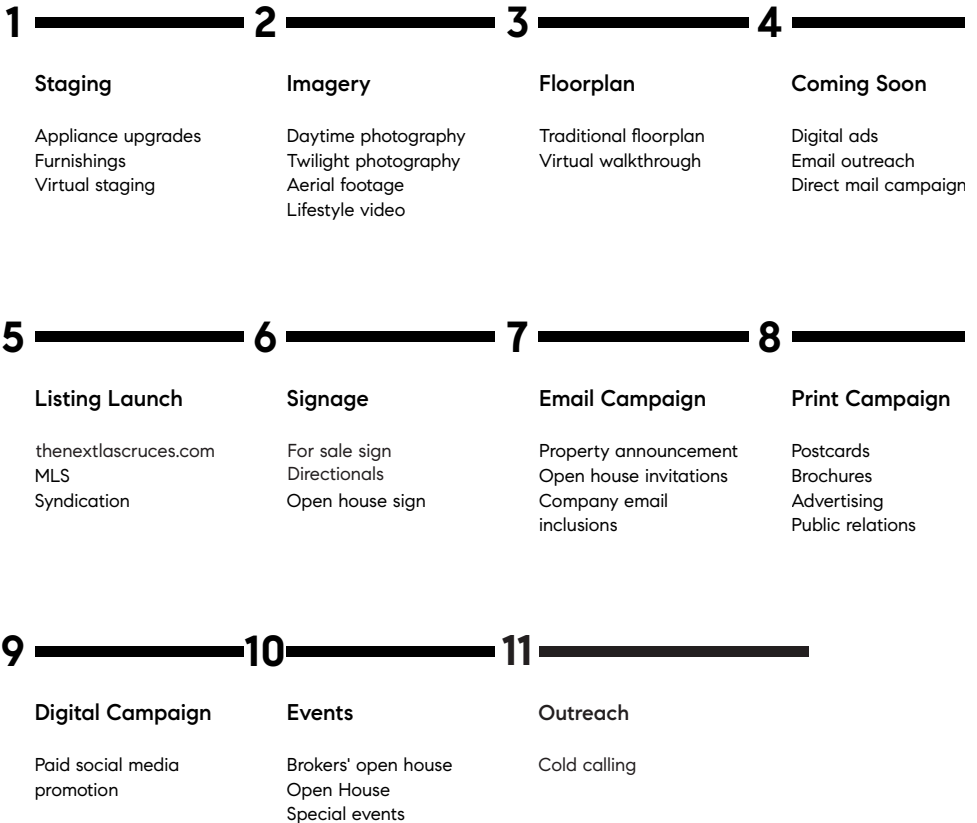 1
Staging
Appliance upgrades
Furnishings
Virtual staging
2
Imagery
Daytime photography
Twilight photography
Aerial footage
Lifestyle video
3
Floorplan
Traditional floorplan
Virtual walkthrough
4
Coming Soon
Digital ads
Email outreach
Direct mail campaign
5
Listing Launch
thenextlascruces.com
MLS
Syndication
6
Signage
For sale sign
Directionals
Open house sign
7
Email Campaign
Property announcement
Open house invitations
Company email
inclusions
8
Print Campaign
Postcards
Brochures
Advertising
Public relations
9
Digital Campaign
Paid social media
promotion
10
Events
Brokers' open house
Open House
Special events
11
Outreach
Cold calling